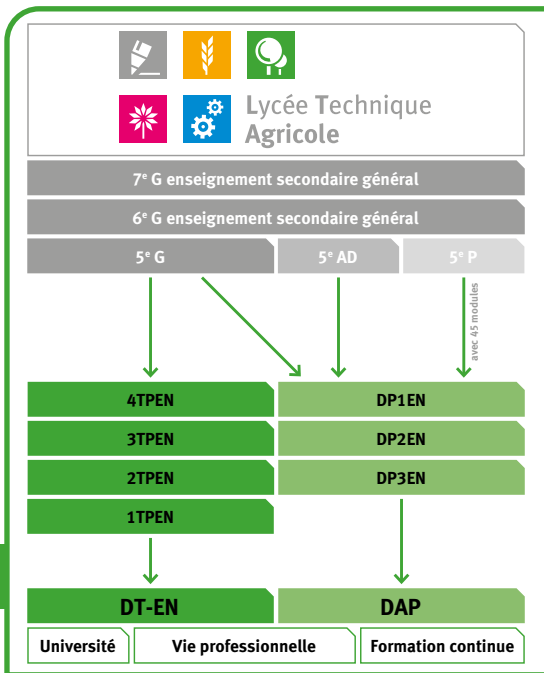 Lycée Technique
Agricole
7e G enseignement secondaire général
6e G enseignement secondaire général
5e G 5e AD 5e P
avec 45 modules
4TPEN DP1EN
3TPEN DP2EN
2TPEN DP3EN
1TPEN
DT-EN DAP
Université Vie professionnelle Formation continue